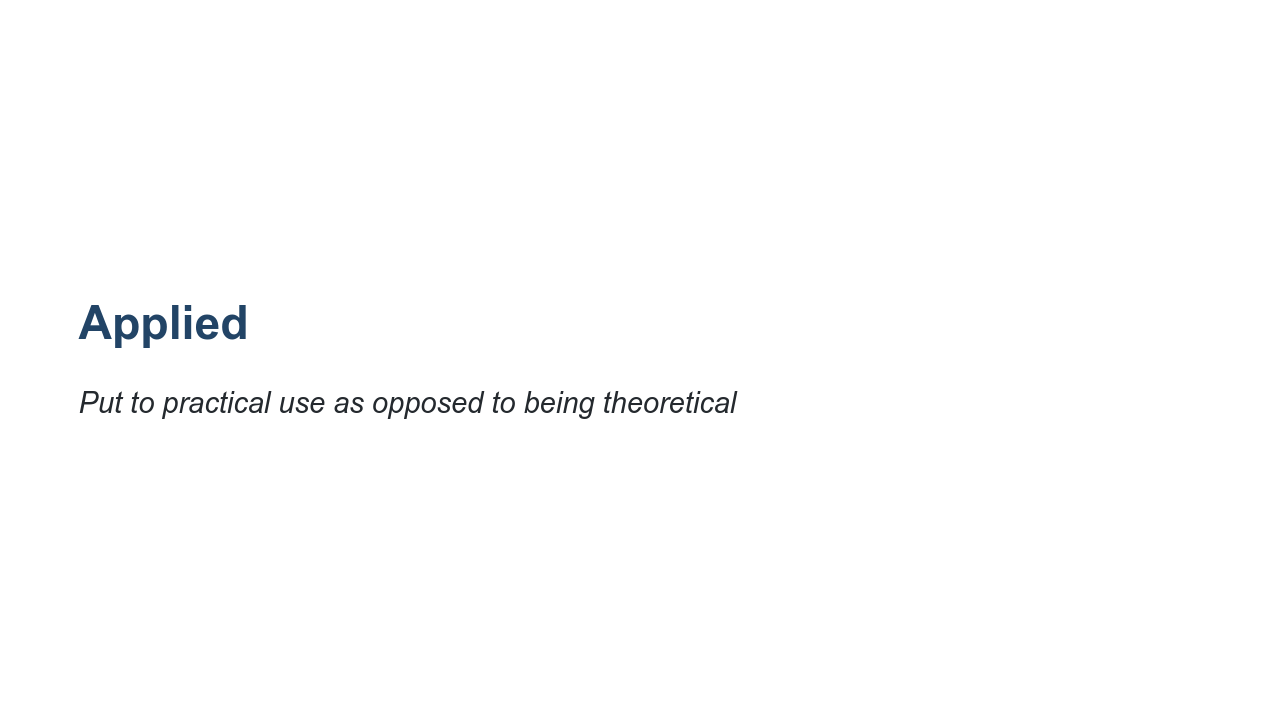 Applied
Put to practical use as opposed to being theoretical